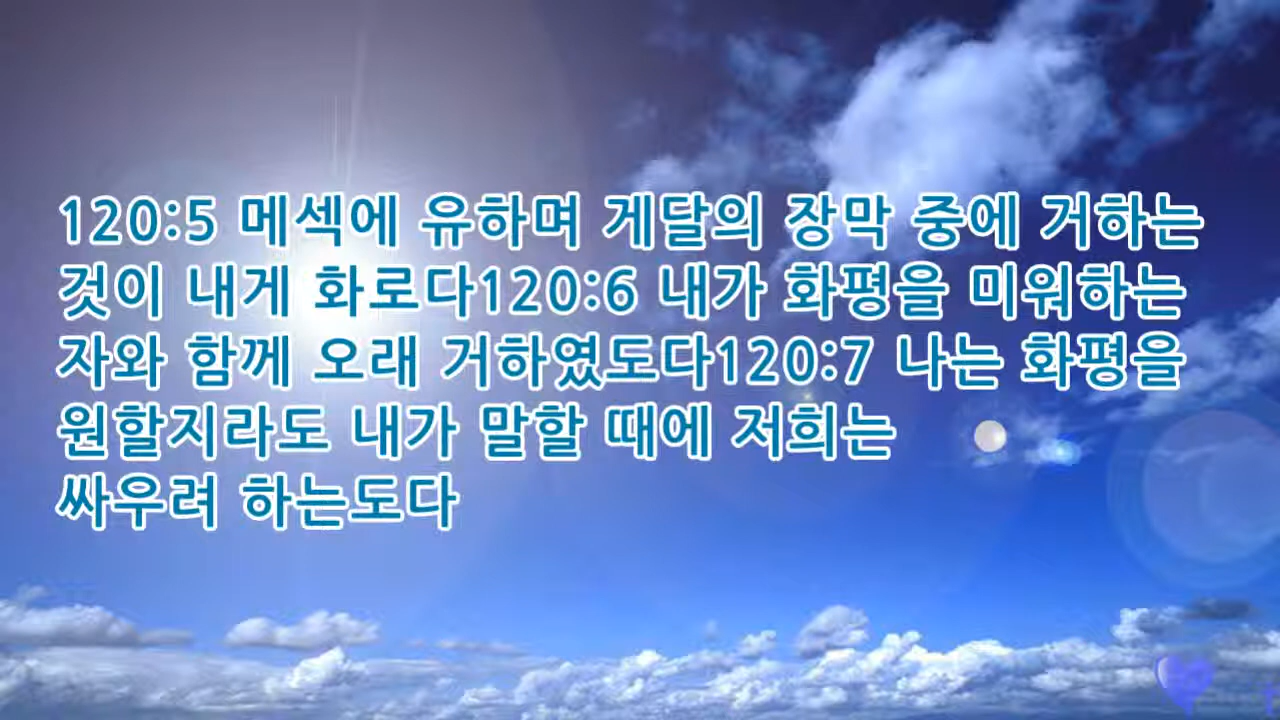 120:5 메섹에 유하며 게달의 장막 중에 거하는
것이 내게 화로다120:6 내가 화평을 미워하는
자와 함께 오래 거하였도다120:7 나는 화평을
원할지라도 내가 말할 때에 저희는
싸우려 하는도다